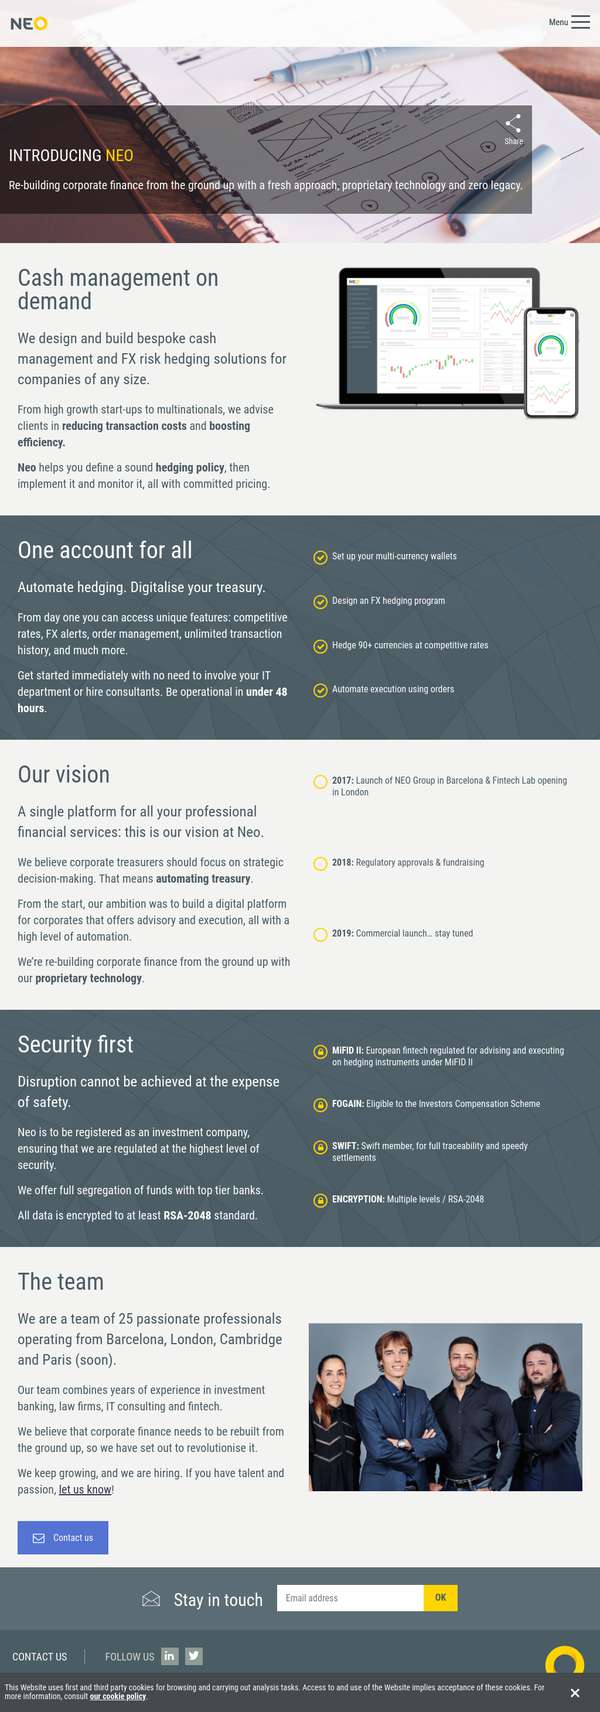 NEO
Menu
Share
INTRODUCING NEO
Re-building corporate finance from the ground up with a fresh approach, proprietary technology and zero legacy.
Cash management on
demand
We design and build bespoke cash
management and FX risk hedging solutions for
companies of any size.
From high growth start-ups to multinationals, we advise
clients in reducing transaction costs and boosting
efficiency.
Neo helps you define a sound hedging policy, then
implement it and monitor it, all with committed pricing.
One account for all
Automate hedging. Digitalise your treasury.
From day one you can access unique features: competitive
rates, FX alerts, order management, unlimited transaction
history, and much more.
Get started immediately with no need to involve your IT
department or hire consultants. Be operational in under 48
hours.
Set up your multi-currency wallets
Design an FX hedging program
Hedge 90+ currencies at competitive rates
Automate execution using orders
Our vision
A single platform for all your professional
financial services: this is our vision at Neo.
We believe corporate treasurers should focus on strategic
decision-making. That means automating treasury.
From the start, our ambition was to build a digital platform
for corporates that offers advisory and execution, all with a
high level of automation.
We're re-building corporate finance from the ground up with
our proprietary technology.
2017: Launch of NEO Group in Barcelona & Fintech Lab opening
in London
2018: Regulatory approvals & fundraising
2019: Commercial launch... stay tuned
Security first
Disruption cannot be achieved at the expense
of safety.
Neo is to be registered as an investment company,
ensuring that we are regulated at the highest level of
security.
We offer full segregation of funds with top tier banks.
All data is encrypted to at least RSA-2048 standard.
MiFID II: European fintech regulated for advising and executing
on hedging instruments under MiFID II
FOGAIN: Eligible to the Investors Compensation Scheme
SWIFT: Swift member, for full traceability and speedy
settlements
ENCRYPTION: Multiple levels / RSA-2048
The team
We are a team of 25 passionate professionals
operating from Barcelona, London, Cambridge
and Paris (soon).
Our team combines years of experience in investment
banking, law firms, IT consulting and fintech.
We believe that corporate finance needs to be rebuilt from
the ground up, so we have set out to revolutionise it.
We keep growing, and we are hiring. If you have talent and
passion, let us know!
Contact us
Stay in touch
Email address
OK
CONTACT US
FOLLOW US
This Website uses first and third party cookies for browsing and carrying out analysis tasks. Access to and use of the Website implies acceptance of these cookies. For
more information, consult our cookie policy.